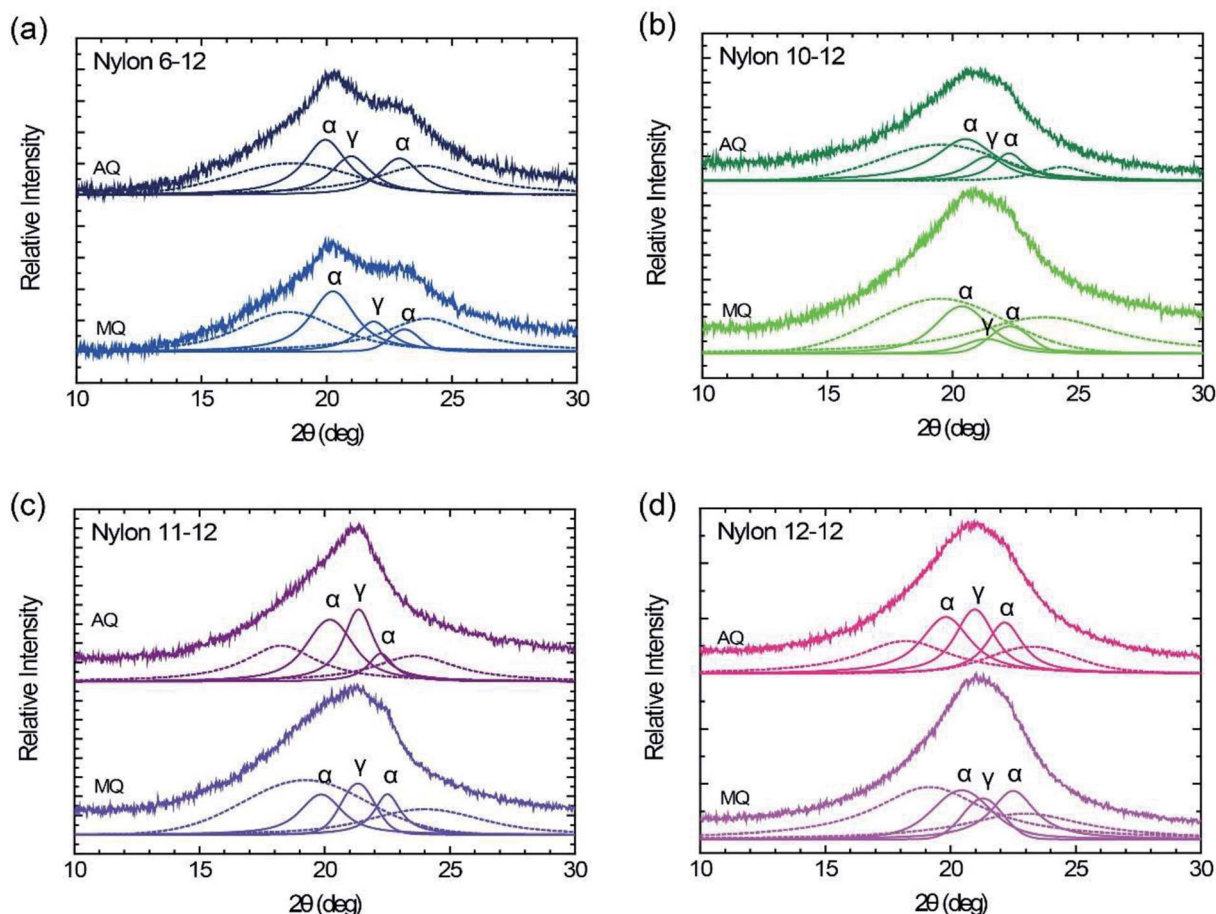 (a)
Nylon 6-12
α
γ
α
AQ
α
γ
α
MQ
Relative Intensity
10 15 20 25 30
2θ (deg)
(b)
Nylon 10-12
α
γ
α
AQ
α
γ
α
MQ
Relative Intensity
10 15 20 25 30
2θ (deg)
(c)
Nylon 11-12
AQ
α
γ
α
MQ
α
γ
α
Relative Intensity
10 15 20 25 30
2θ (deg)
(d)
Nylon 12-12
AQ
α
γ
α
MQ
α
γ
α
Relative Intensity
10 15 20 25 30
2θ (deg)